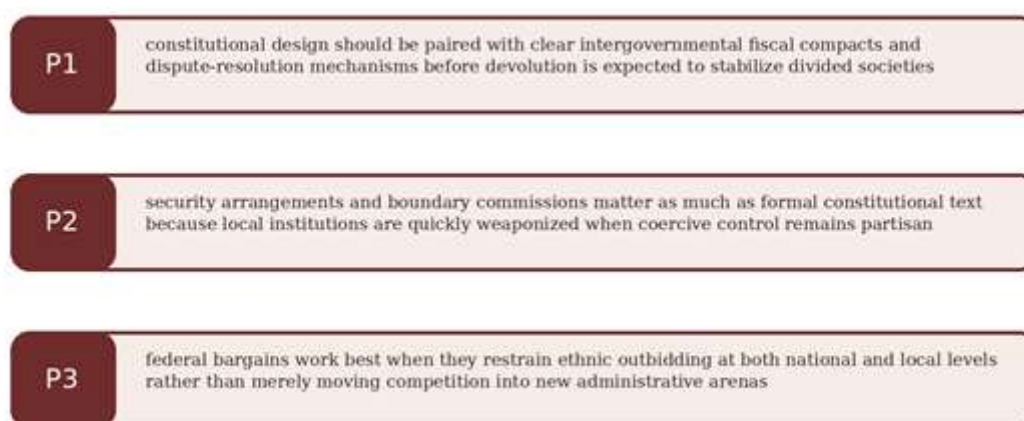 P1
constitutional design should be paired with clear intergovernmental fiscal compacts and
dispute-resolution mechanisms before devolution is expected to stabilize divided societies
P2
security arrangements and boundary commissions matter as much as formal constitutional text
because local institutions are quickly weaponized when coercive control remains partisan
P3
federal bargains work best when they restrain ethnic outbidding at both national and local levels
rather than merely moving competition into new administrative arenas